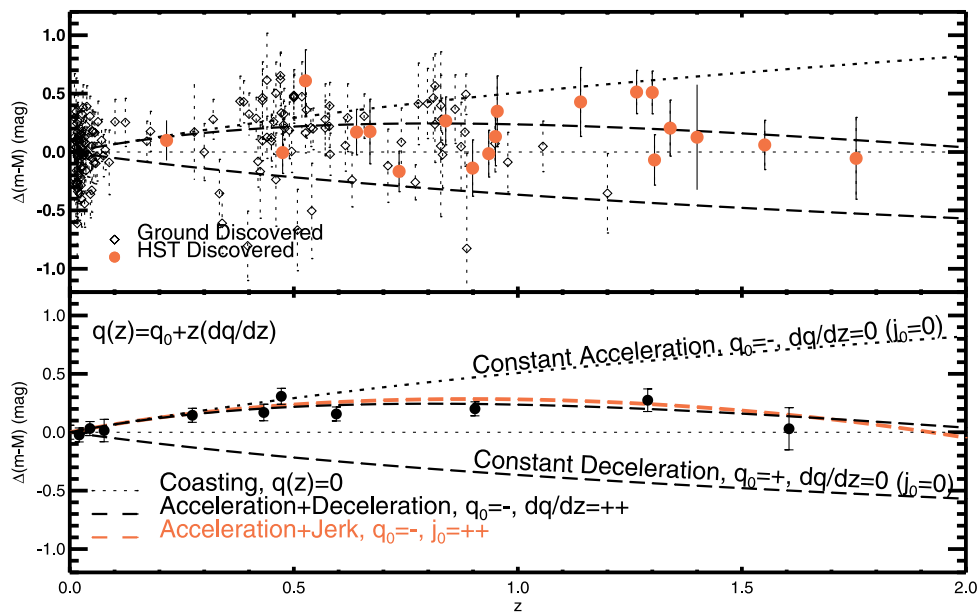 1.0
0.5
0.0
-0.5
-1.0
Δ(m-M) (mag)
Ground Discovered
HST Discovered
q(z)=q₀+z(dq/dz)
1.0
0.5
0.0
-0.5
-1.0
Δ(m-M) (mag)
Constant Acceleration, q₀=-, dq/dz=0 (j₀=0)
Constant Deceleration, q₀=+, dq/dz=0 (j₀=0)
Coasting, q(z)=0
Acceleration+Deceleration, q₀=-, dq/dz=++
Acceleration+Jerk, q₀=-, j₀=++
0.0 0.5 1.0 1.5 2.0
z